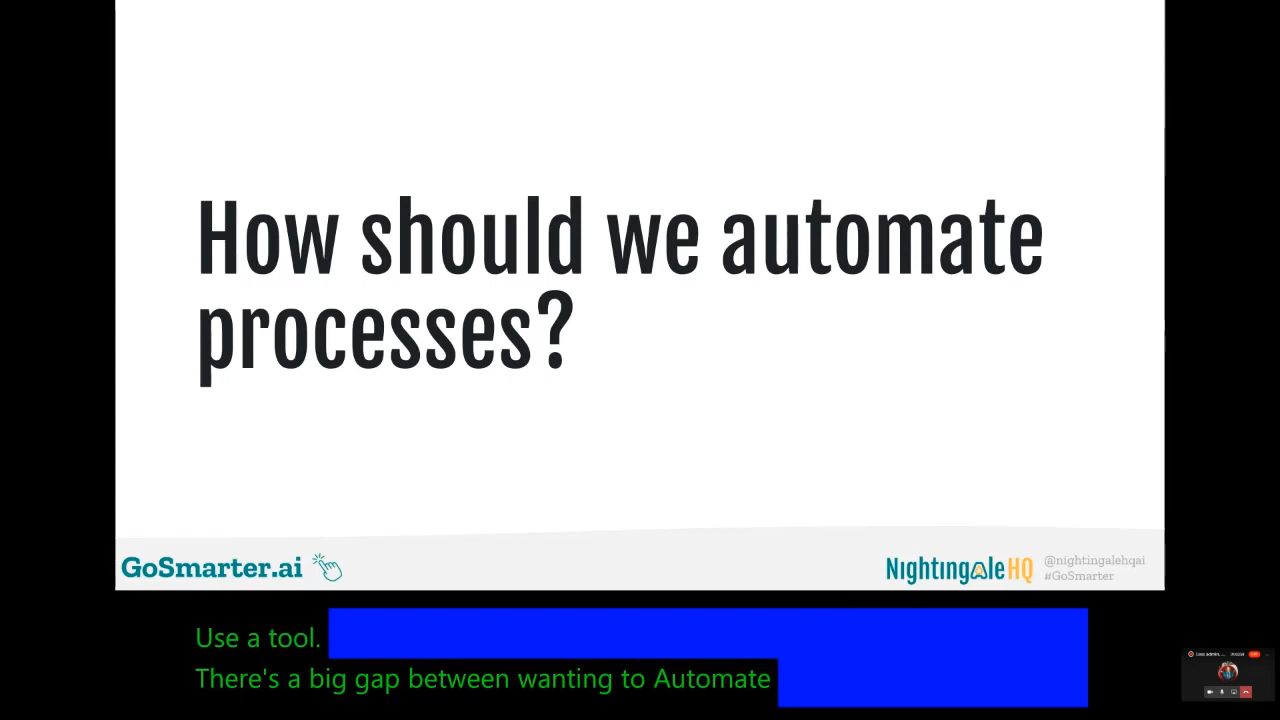 How should we automate
processes?
GoSmarter.ai
NightingaleHQ
@nightingalehqai
#GoSmarter
Use a tool.
There's a big gap between wanting to Automate